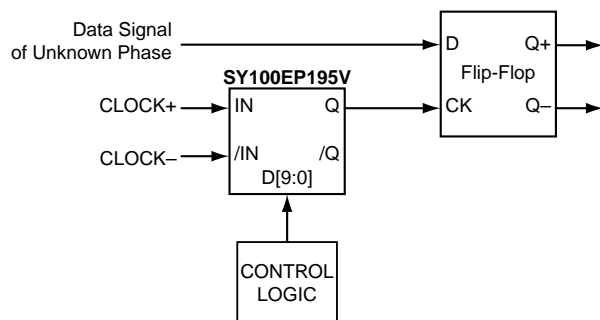 Data Signal
of Unknown Phase
D
Q+
Flip-Flop
CK
Q–
SY100EP195V
CLOCK+
IN
Q
CLOCK–
/IN
/Q
D[9:0]
CONTROL
LOGIC